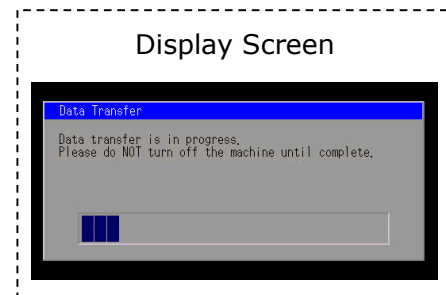 Display Screen
Data Transfer
Data transfer is in progress.
Please do NOT turn off the machine until complete.